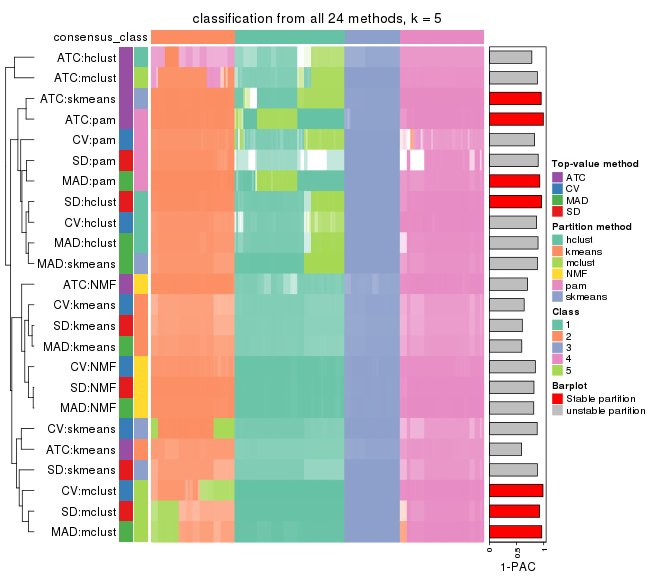 classification from all 24 methods, k = 5
consensus_class
ATC:hclust
ATC:mclust
ATC:skmeans
ATC:pam
CV:pam
SD:pam
MAD:pam
SD:hclust
CV:hclust
MAD:hclust
MAD:skmeans
ATC:NMF
CV:kmeans
SD:kmeans
MAD:kmeans
CV:NMF
SD:NMF
MAD:NMF
CV:skmeans
ATC:kmeans
SD:skmeans
CV:mclust
SD:mclust
MAD:mclust
0
0.5
1
1-PAC
Top-value method
ATC
CV
MAD
SD
Partition method
hclust
kmeans
mclust
NMF
pam
skmeans
Class
1
2
3
4
5
Barplot
Stable partition
unstable partition